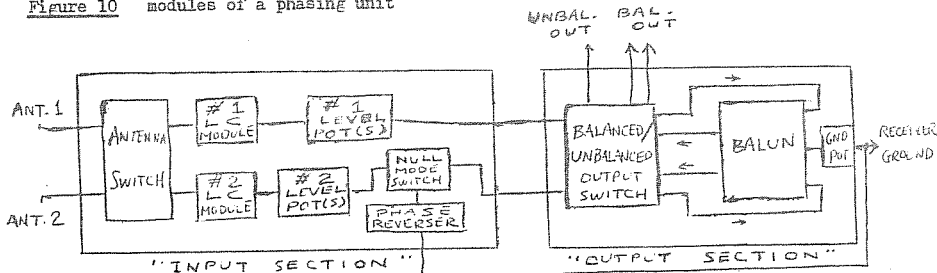 Figure 10 modules of a phasing unit
UNBAL. OUT
BAL. OUT
ANT. 1
ANT. 2
ANTENNA SWITCH
# 1 LC MODULE
# 1 LEVEL POT(S)
#2 LC MODULE
# 2 LEVEL POT(S)
NULL MODE SWITCH
PHASE REVERSER
"INPUT SECTION"
BALANCED/ UNBALANCED OUTPUT SWITCH
BALUN
GND POT
RECEIVER GROUND
"OUTPUT SECTION"